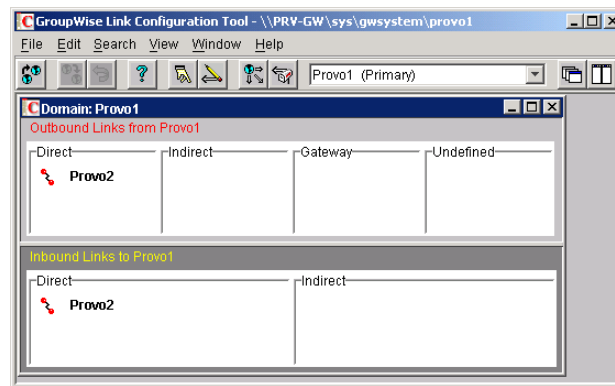 GroupWise Link Configuration Tool - \\PRV-GW\sys\gwsystem\provo1
File Edit Search View Window Help
Provo1 (Primary)
Domain: Provo1
Outbound Links from Provo1
Direct Indirect Gateway Undefined
Provo2
Inbound Links to Provo1
Direct Indirect
Provo2